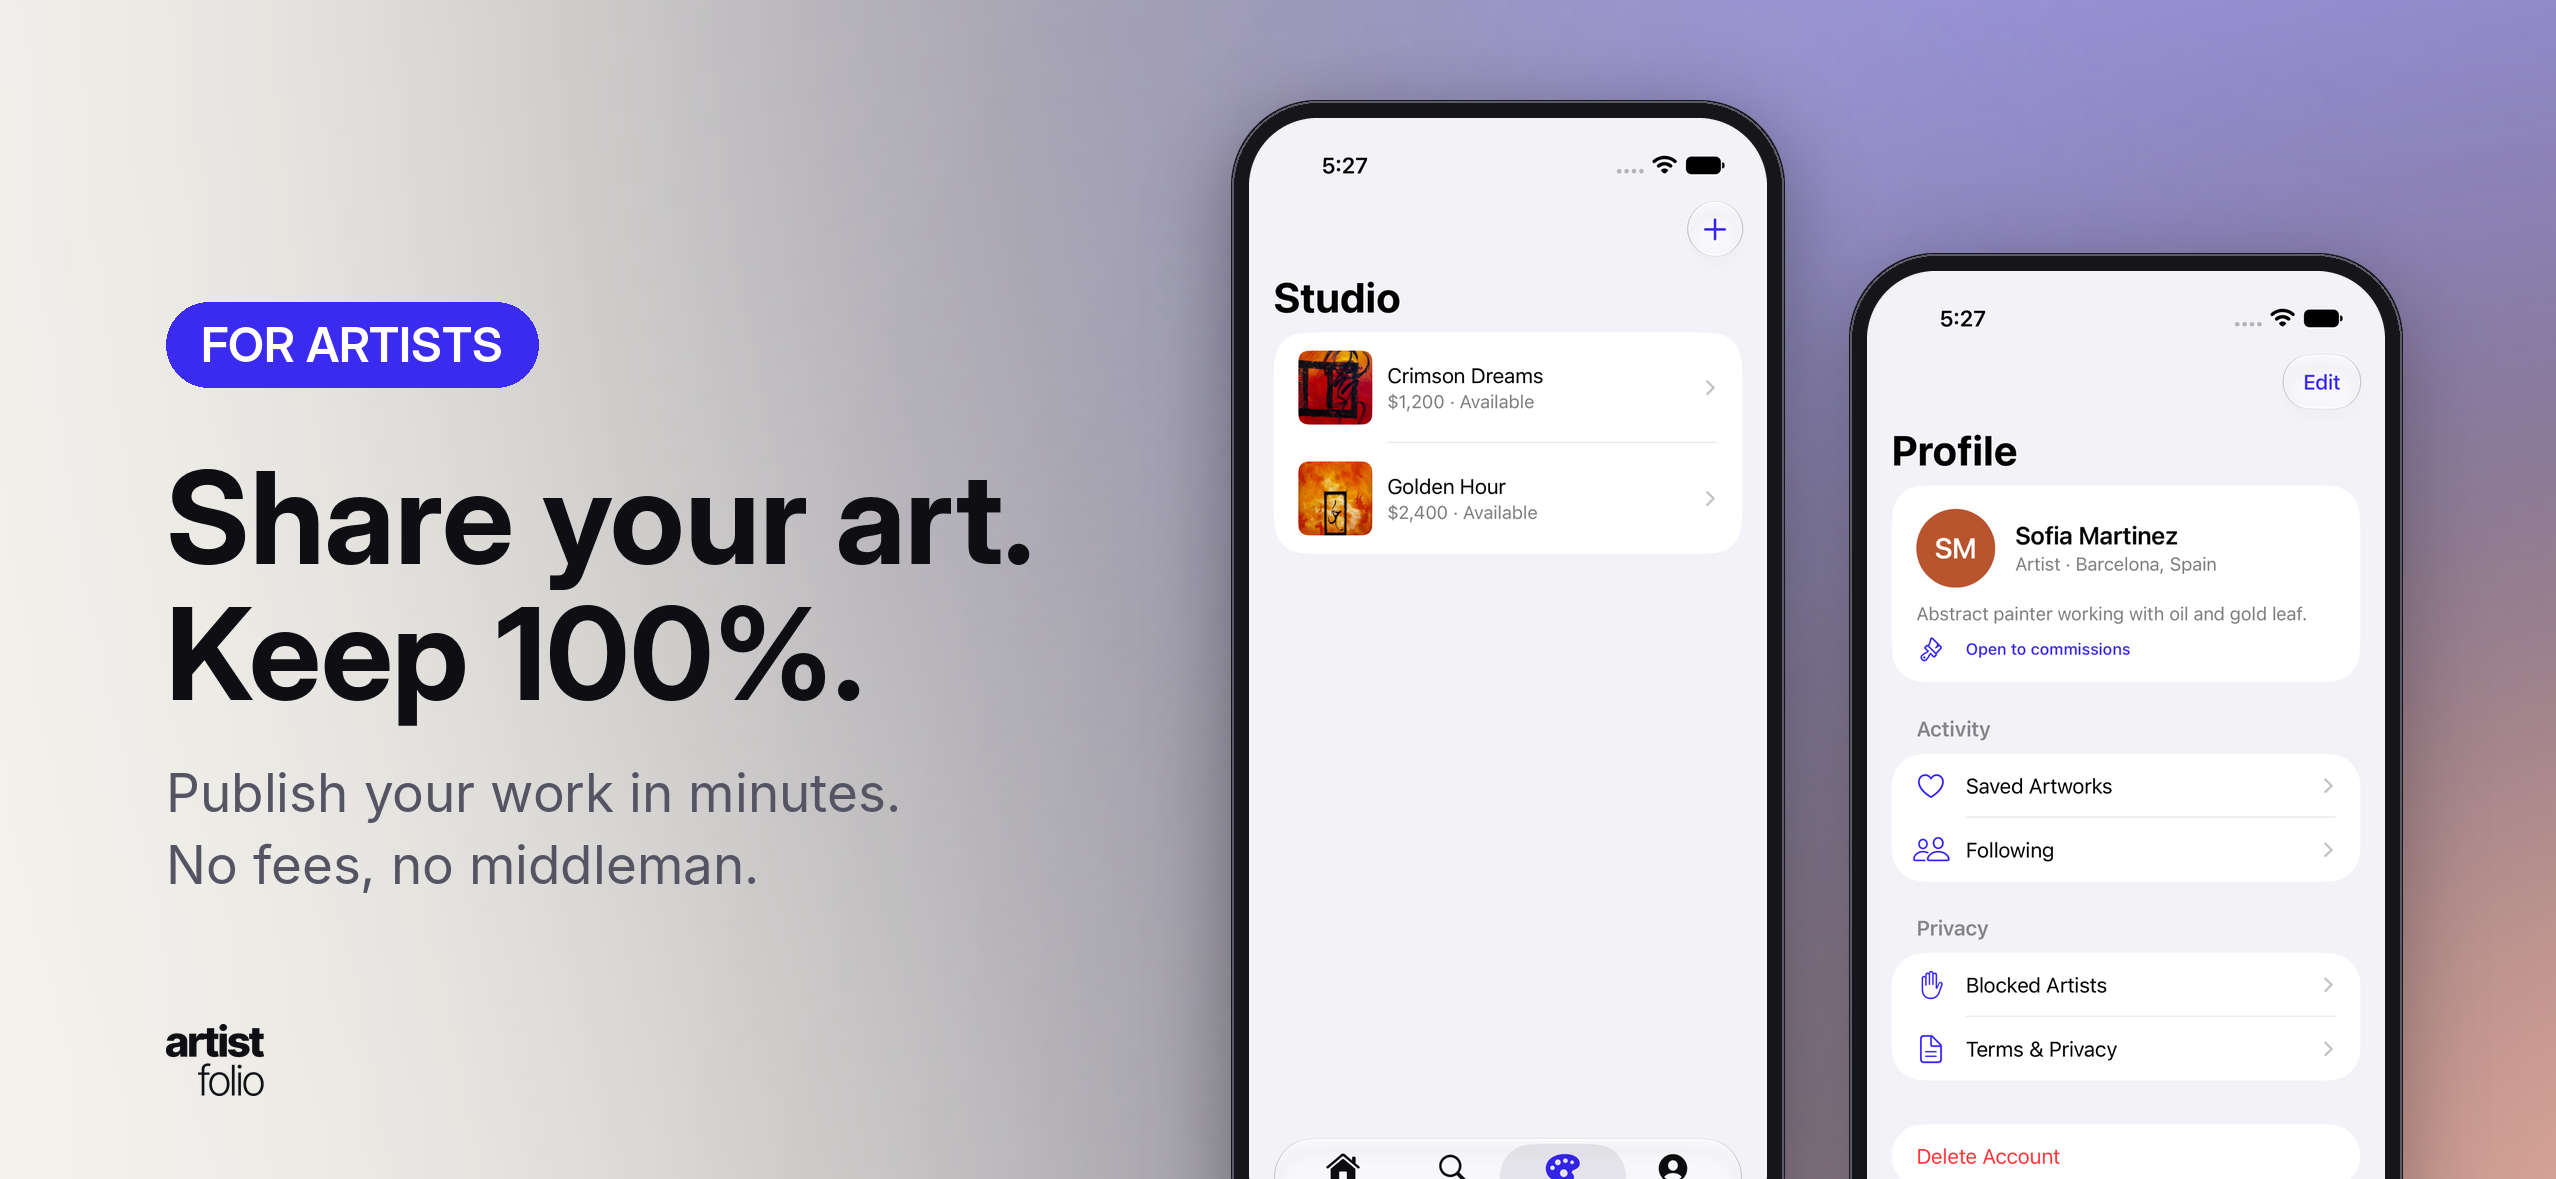 FOR ARTISTS
Share your art.
Keep 100%.
Publish your work in minutes.
No fees, no middleman.
artist
folio
5:27
Studio
Crimson Dreams
$1,200 · Available
Golden Hour
$2,400 · Available
5:27
Edit
Profile
SM
Sofia Martinez
Artist · Barcelona, Spain
Abstract painter working with oil and gold leaf.
Open to commissions
Activity
Saved Artworks
Following
Privacy
Blocked Artists
Terms & Privacy
Delete Account